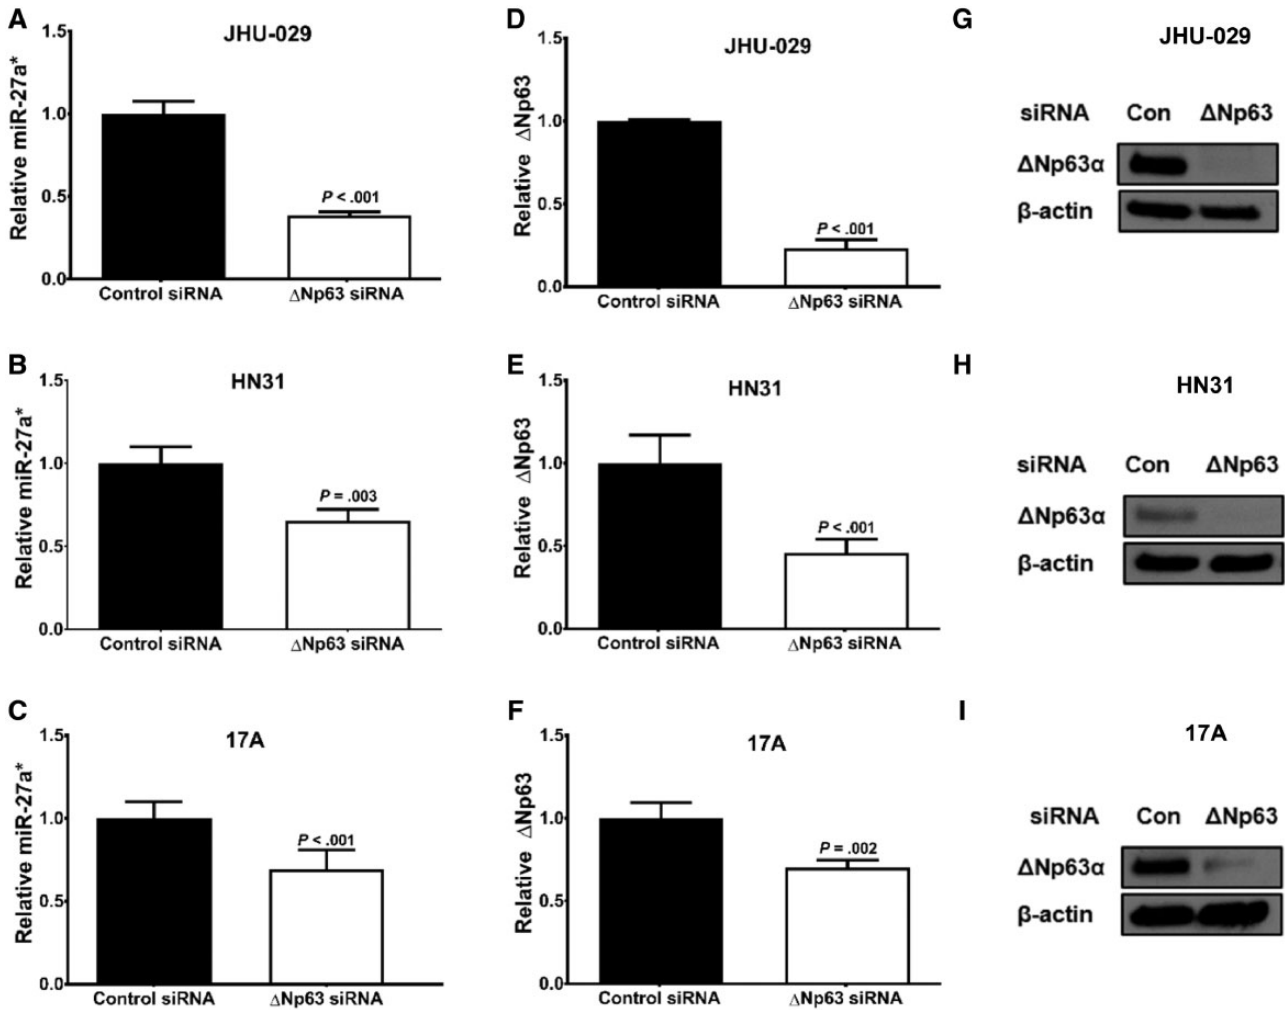 A
JHU-029
Relative miR-27a*
1.5
1.0
0.5
0.0
P < .001
Control siRNA
ΔNp63 siRNA
D
JHU-029
Relative ΔNp63
1.5
1.0
0.5
0.0
P < .001
Control siRNA
ΔNp63 siRNA
G
JHU-029
siRNA Con ΔNp63
ΔNp63α
β-actin
B
HN31
Relative miR-27a*
1.5
1.0
0.5
0.0
P = .003
Control siRNA
ΔNp63 siRNA
E
HN31
Relative ΔNp63
1.5
1.0
0.5
0.0
P < .001
Control siRNA
ΔNp63 siRNA
H
HN31
siRNA Con ΔNp63
ΔNp63α
β-actin
C
17A
Relative miR-27a*
1.5
1.0
0.5
0.0
P < .001
Control siRNA
ΔNp63 siRNA
F
17A
Relative ΔNp63
1.5
1.0
0.5
0.0
P = .002
Control siRNA
ΔNp63 siRNA
I
17A
siRNA Con ΔNp63
ΔNp63α
β-actin